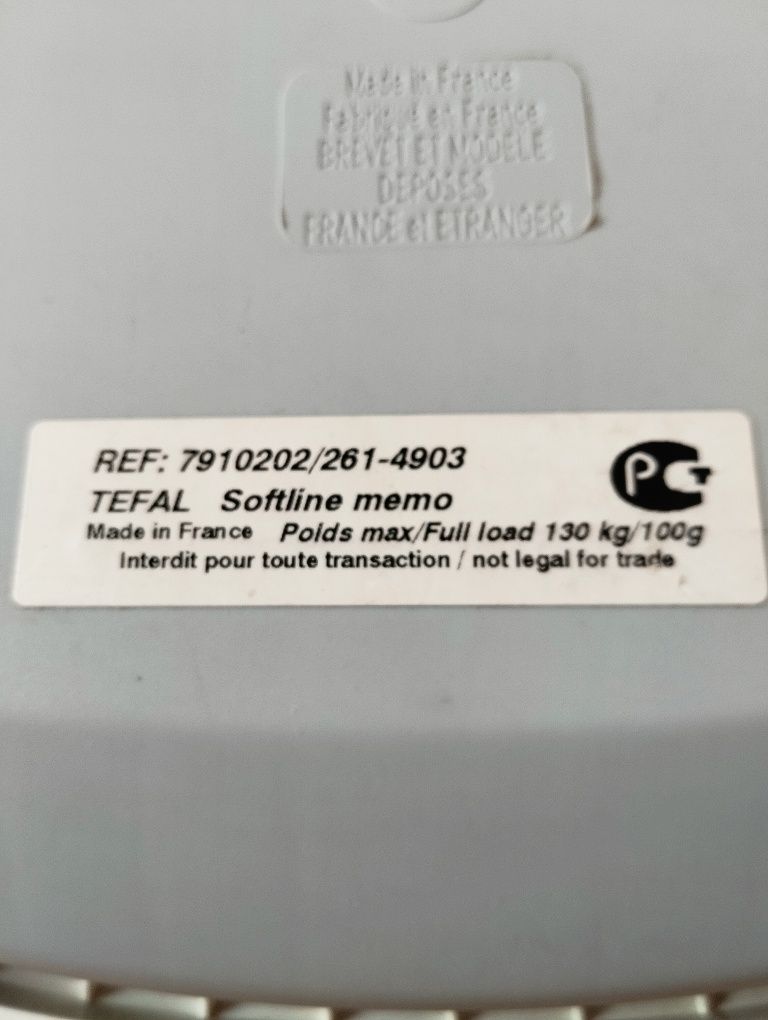 Made in France
Fabriqué en France
BREVET ET MODELE
DEPOSES
FRANCE et ETRANGER
REF: 7910202/261-4903
TEFAL Softline memo
Made in France Poids max/Full load 130 kg/100g
Interdit pour toute transaction / not legal for trade